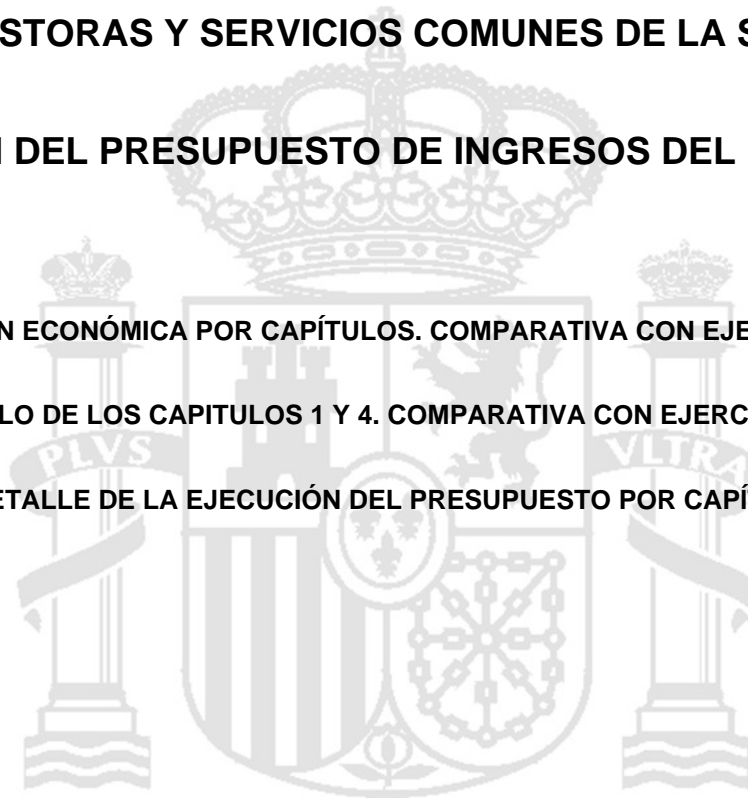 STORAS Y SERVICIOS COMUNES DE LA S
DEL PRESUPUESTO DE INGRESOS DEL
N ECONÓMICA POR CAPÍTULOS. COMPARATIVA CON EJE
LO DE LOS CAPITULOS 1 Y 4. COMPARATIVA CON EJERC
PLVS VLTRA
ETALLE DE LA EJECUCIÓN DEL PRESUPUESTO POR CAPÍ